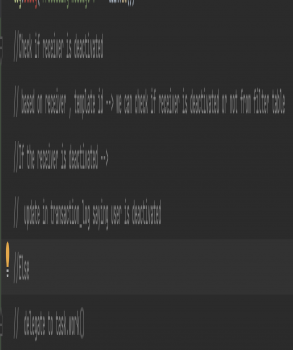 //Check if receiver is deactivated
// based on receiver , template id --> we can check if receiver is deactivated or not from filter table
//If the receiver is deactivated -->
// update in transaction_log saying user is deactivated
//Else
// delegate to task.work()